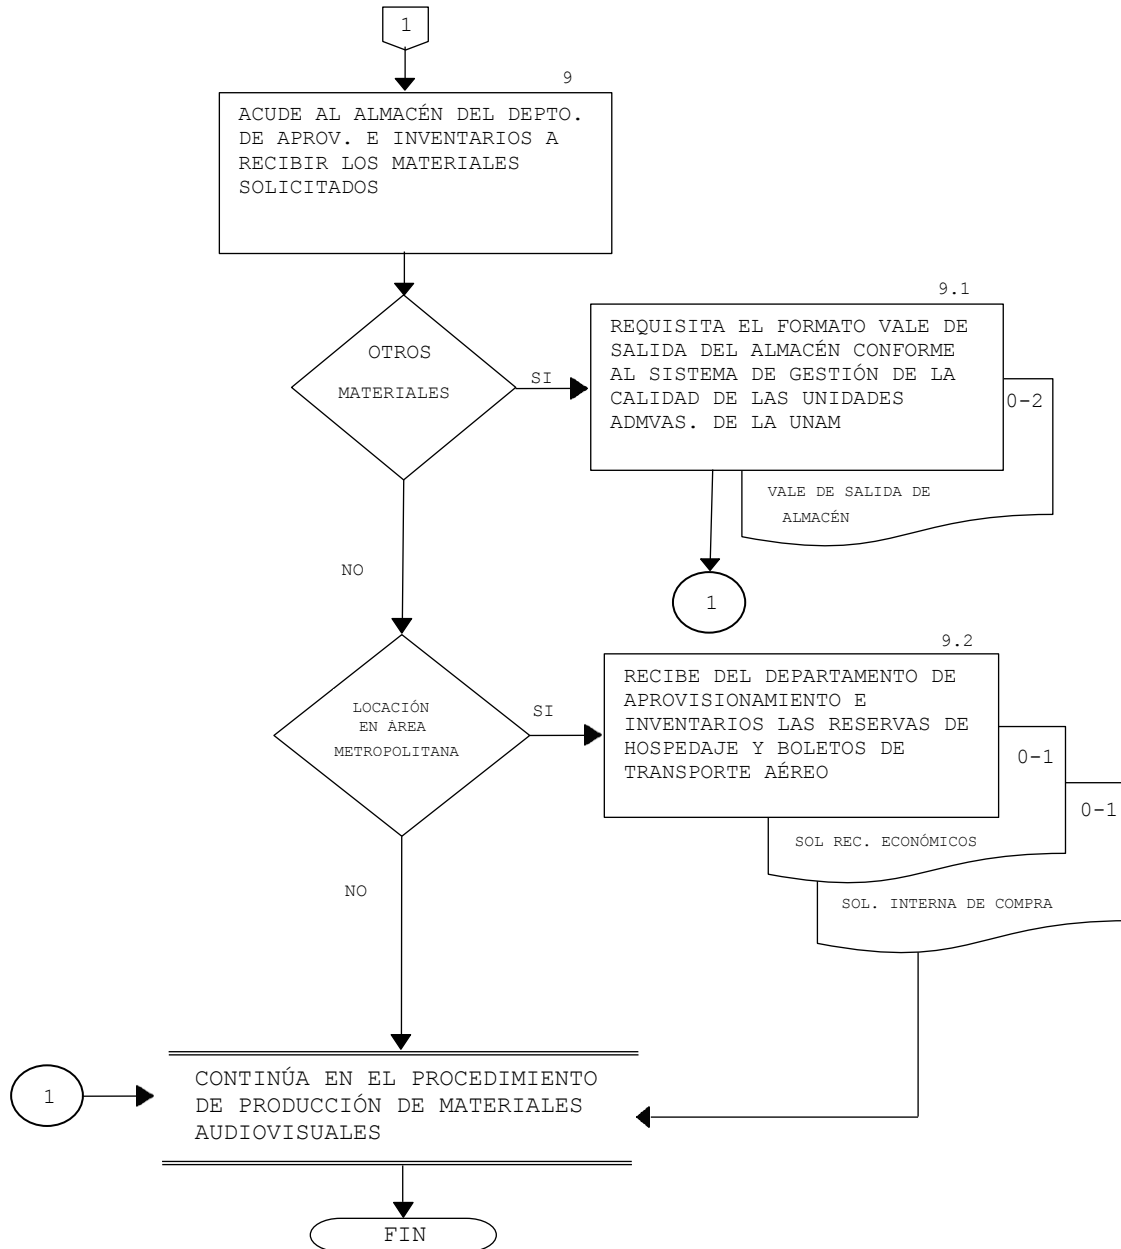 1
9
ACUDE AL ALMACÉN DEL DEPTO.
DE APROV. E INVENTARIOS A
RECIBIR LOS MATERIALES
SOLICITADOS
OTROS
MATERIALES
SI
9.1
REQUISITA EL FORMATO VALE DE
SALIDA DEL ALMACÉN CONFORME
AL SISTEMA DE GESTIÓN DE LA
CALIDAD DE LAS UNIDADES
ADMVAS. DE LA UNAM
0-2
VALE DE SALIDA DE
ALMACÉN
1
NO
LOCACIÓN
EN ÁREA
METROPOLITANA
SI
9.2
RECIBE DEL DEPARTAMENTO DE
APROVISIONAMIENTO E
INVENTARIOS LAS RESERVAS DE
HOSPEDAJE Y BOLETOS DE
TRANSPORTE AÉREO
0-1
SOL REC. ECONÓMICOS
0-1
SOL. INTERNA DE COMPRA
NO
1
CONTINÚA EN EL PROCEDIMIENTO
DE PRODUCCIÓN DE MATERIALES
AUDIOVISUALES
FIN